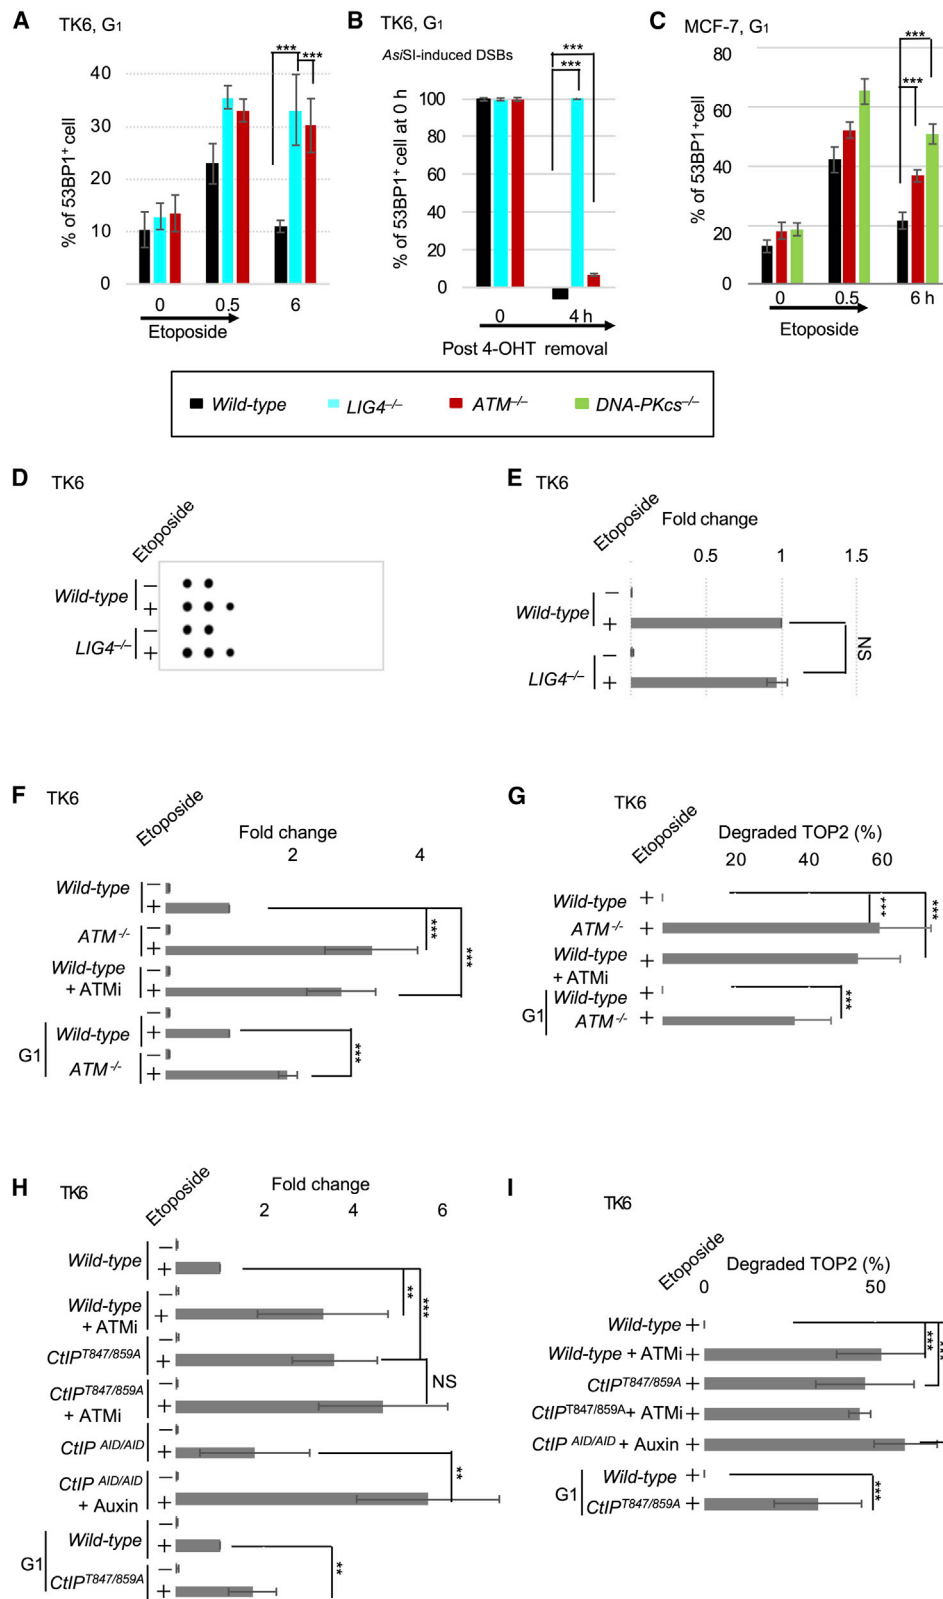 A TK6, G1
% of 53BP1+ cell
40
30
20
10
0
*** ***
0 0.5 6
Etoposide
B TK6, G1
AsiSI-induced DSBs
% of 53BP1+ cell at 0 h
100
80
60
40
20
0
***
***
0 4 h
Post 4-OHT removal
C MCF-7, G1
% of 53BP1+cell
80
60
40
20
0
***
***
0 0.5 6 h
Etoposide
Wild-type LIG4–/– ATM–/– DNA-PKcs–/–
D TK6
Etoposide
Wild-type
−
+
LIG4–/–
−
+
E TK6
Etoposide
Fold change
0.5 1 1.5
Wild-type
−
+
LIG4–/–
−
+
NS
F TK6
Etoposide
Fold change
2 4
Wild-type
−
+
ATM-/-
−
+
Wild-type
+ ATMi
−
+
G1
Wild-type
−
+
ATM-/-
−
+
***
***
***
G TK6
Etoposide
Degraded TOP2 (%)
20 40 60
Wild-type +
ATM-/- +
Wild-type
+ ATMi
+
G1
Wild-type +
ATM-/- +
***
***
***
H TK6
Etoposide
Fold change
2 4 6
Wild-type
−
+
Wild-type
+ ATMi
−
+
CtIPT847/859A
−
+
CtIPT847/859A
+ ATMi
−
+
CtIP AID/AID
−
+
CtIP AID/AID
+ Auxin
−
+
G1
Wild-type
−
+
CtIPT847/859A
−
+
**
***
NS
**
**
I TK6
Etoposide
Degraded TOP2 (%)
0 50
Wild-type +
Wild-type + ATMi +
CtIPT847/859A +
CtIPT847/859A+ ATMi +
CtIP AID/AID + Auxin +
G1
Wild-type +
CtIPT847/859A +
***
***
***